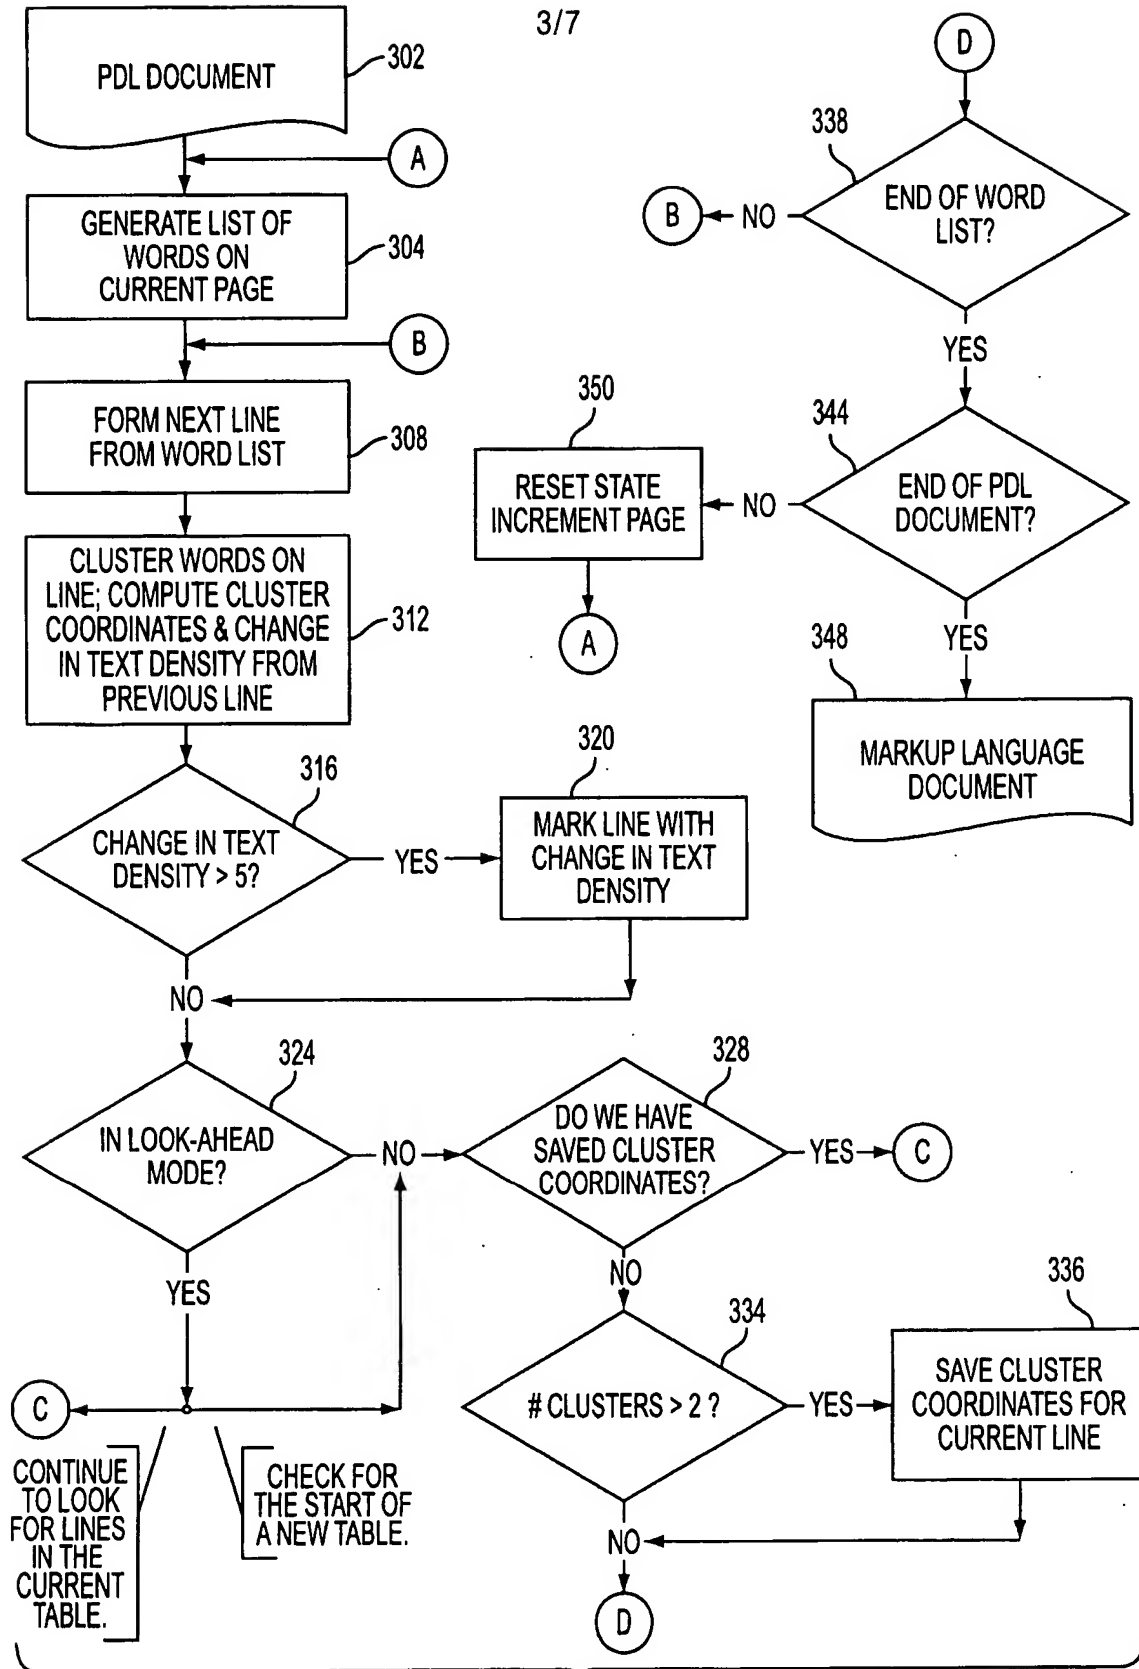 3/7
PDL DOCUMENT
302
A
GENERATE LIST OF
WORDS ON
CURRENT PAGE
304
B
FORM NEXT LINE
FROM WORD LIST
308
CLUSTER WORDS ON
LINE; COMPUTE CLUSTER
COORDINATES & CHANGE
IN TEXT DENSITY FROM
PREVIOUS LINE
312
316
CHANGE IN TEXT
DENSITY > 5?
YES
320
MARK LINE WITH
CHANGE IN TEXT
DENSITY
NO
324
IN LOOK-AHEAD
MODE?
NO
YES
C
CONTINUE
TO LOOK
FOR LINES
IN THE
CURRENT
TABLE.
CHECK FOR
THE START OF
A NEW TABLE.
328
DO WE HAVE
SAVED CLUSTER
COORDINATES?
YES
C
NO
334
# CLUSTERS > 2 ?
YES
336
SAVE CLUSTER
COORDINATES FOR
CURRENT LINE
NO
D
D
338
END OF WORD
LIST?
NO
B
YES
344
END OF PDL
DOCUMENT?
NO
350
RESET STATE
INCREMENT PAGE
A
YES
348
MARKUP LANGUAGE
DOCUMENT